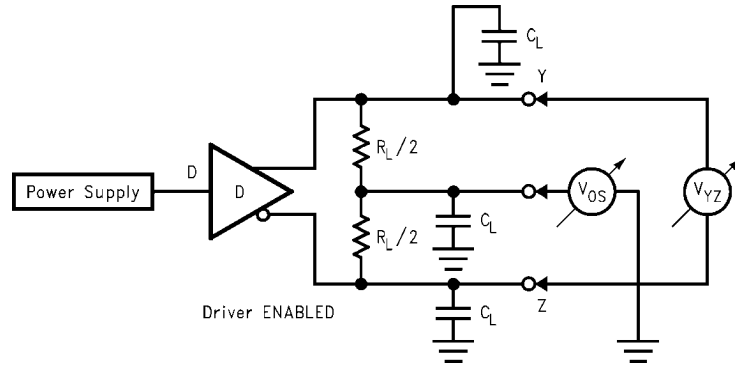 C_L
Y
D
R_L/2
Power Supply
D
V_OS
V_YZ
C_L
R_L/2
Driver ENABLED
C_L
Z